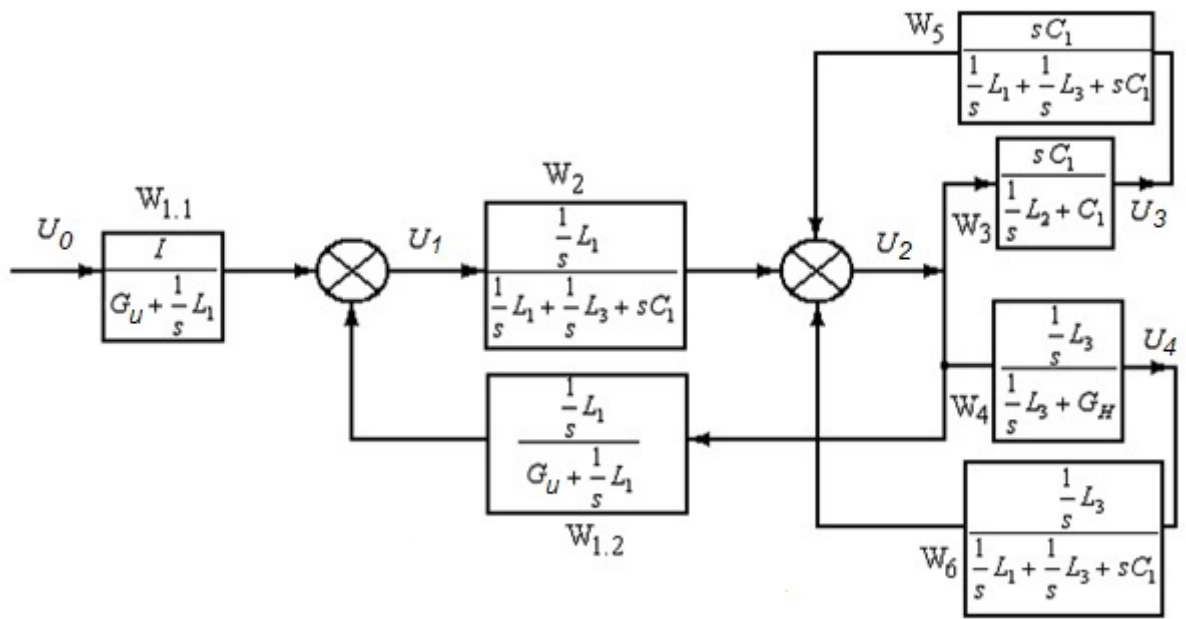 W₅
sC₁
1/s L₁ + 1/s L₃ + sC₁
W₃
sC₁
1/s L₂ + C₁
U₃
U₀
W₁.₁
I
Gᵤ + 1/s L₁
U₁
W₂
1/s L₁
1/s L₁ + 1/s L₃ + sC₁
U₂
W₄
1/s L₃
1/s L₃ + G_H
U₄
1/s L₁
Gᵤ + 1/s L₁
W₁.₂
W₆
1/s L₃
1/s L₁ + 1/s L₃ + sC₁